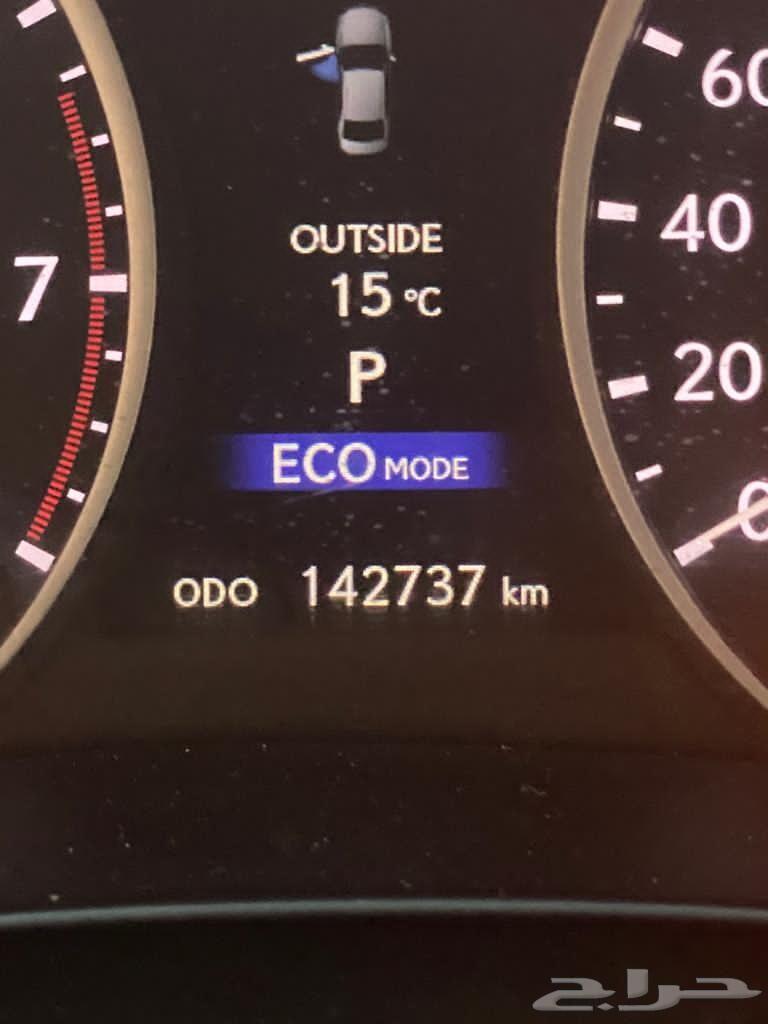 60
OUTSIDE
40
7
15 °C
P
20
ECO MODE
0
ODO 142737 km
حراج